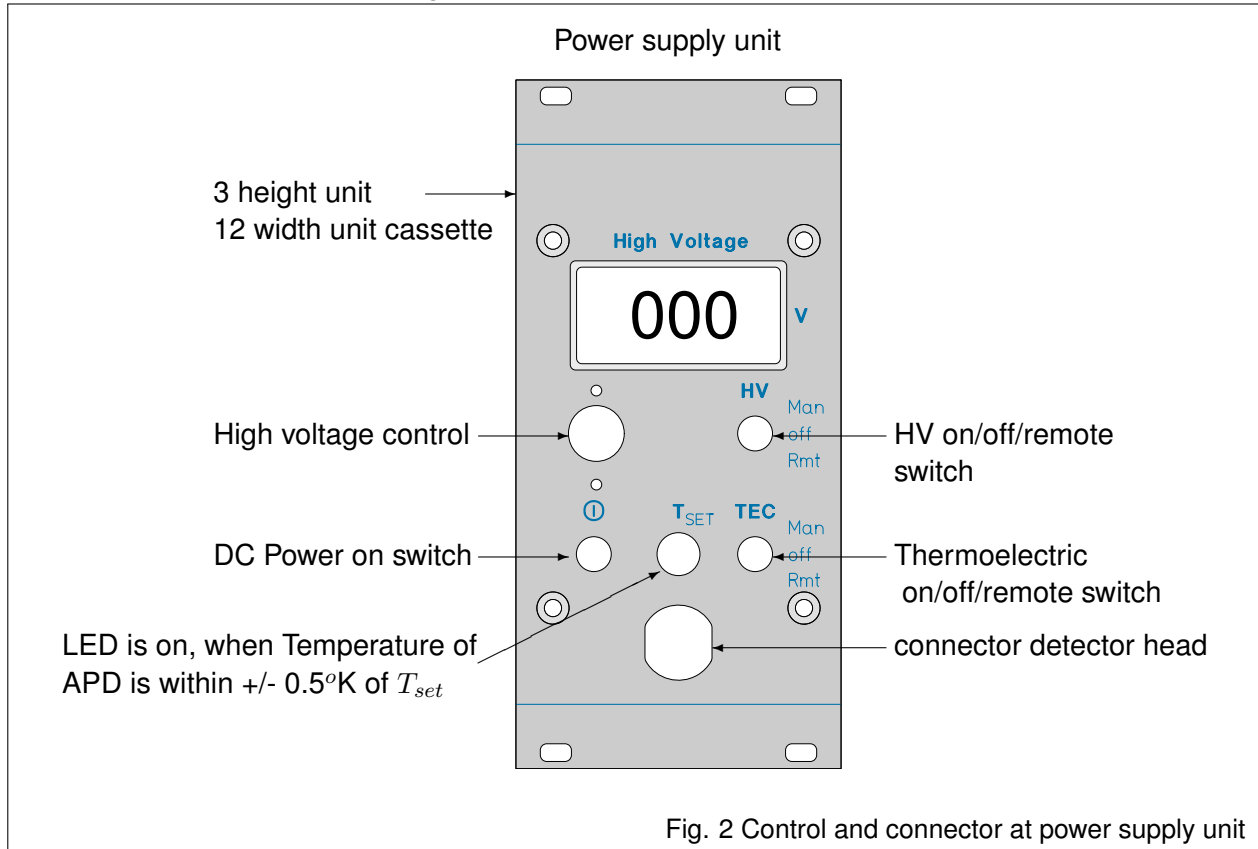 Power supply unit
3 height unit
12 width unit cassette
High Voltage
000
V
HV
Man
off
Rmt
High voltage control
HV on/off/remote
switch
T_SET
TEC
Man
off
Rmt
DC Power on switch
Thermoelectric
on/off/remote switch
LED is on, when Temperature of
APD is within +/- 0.5°K of T_set
connector detector head
Fig. 2 Control and connector at power supply unit